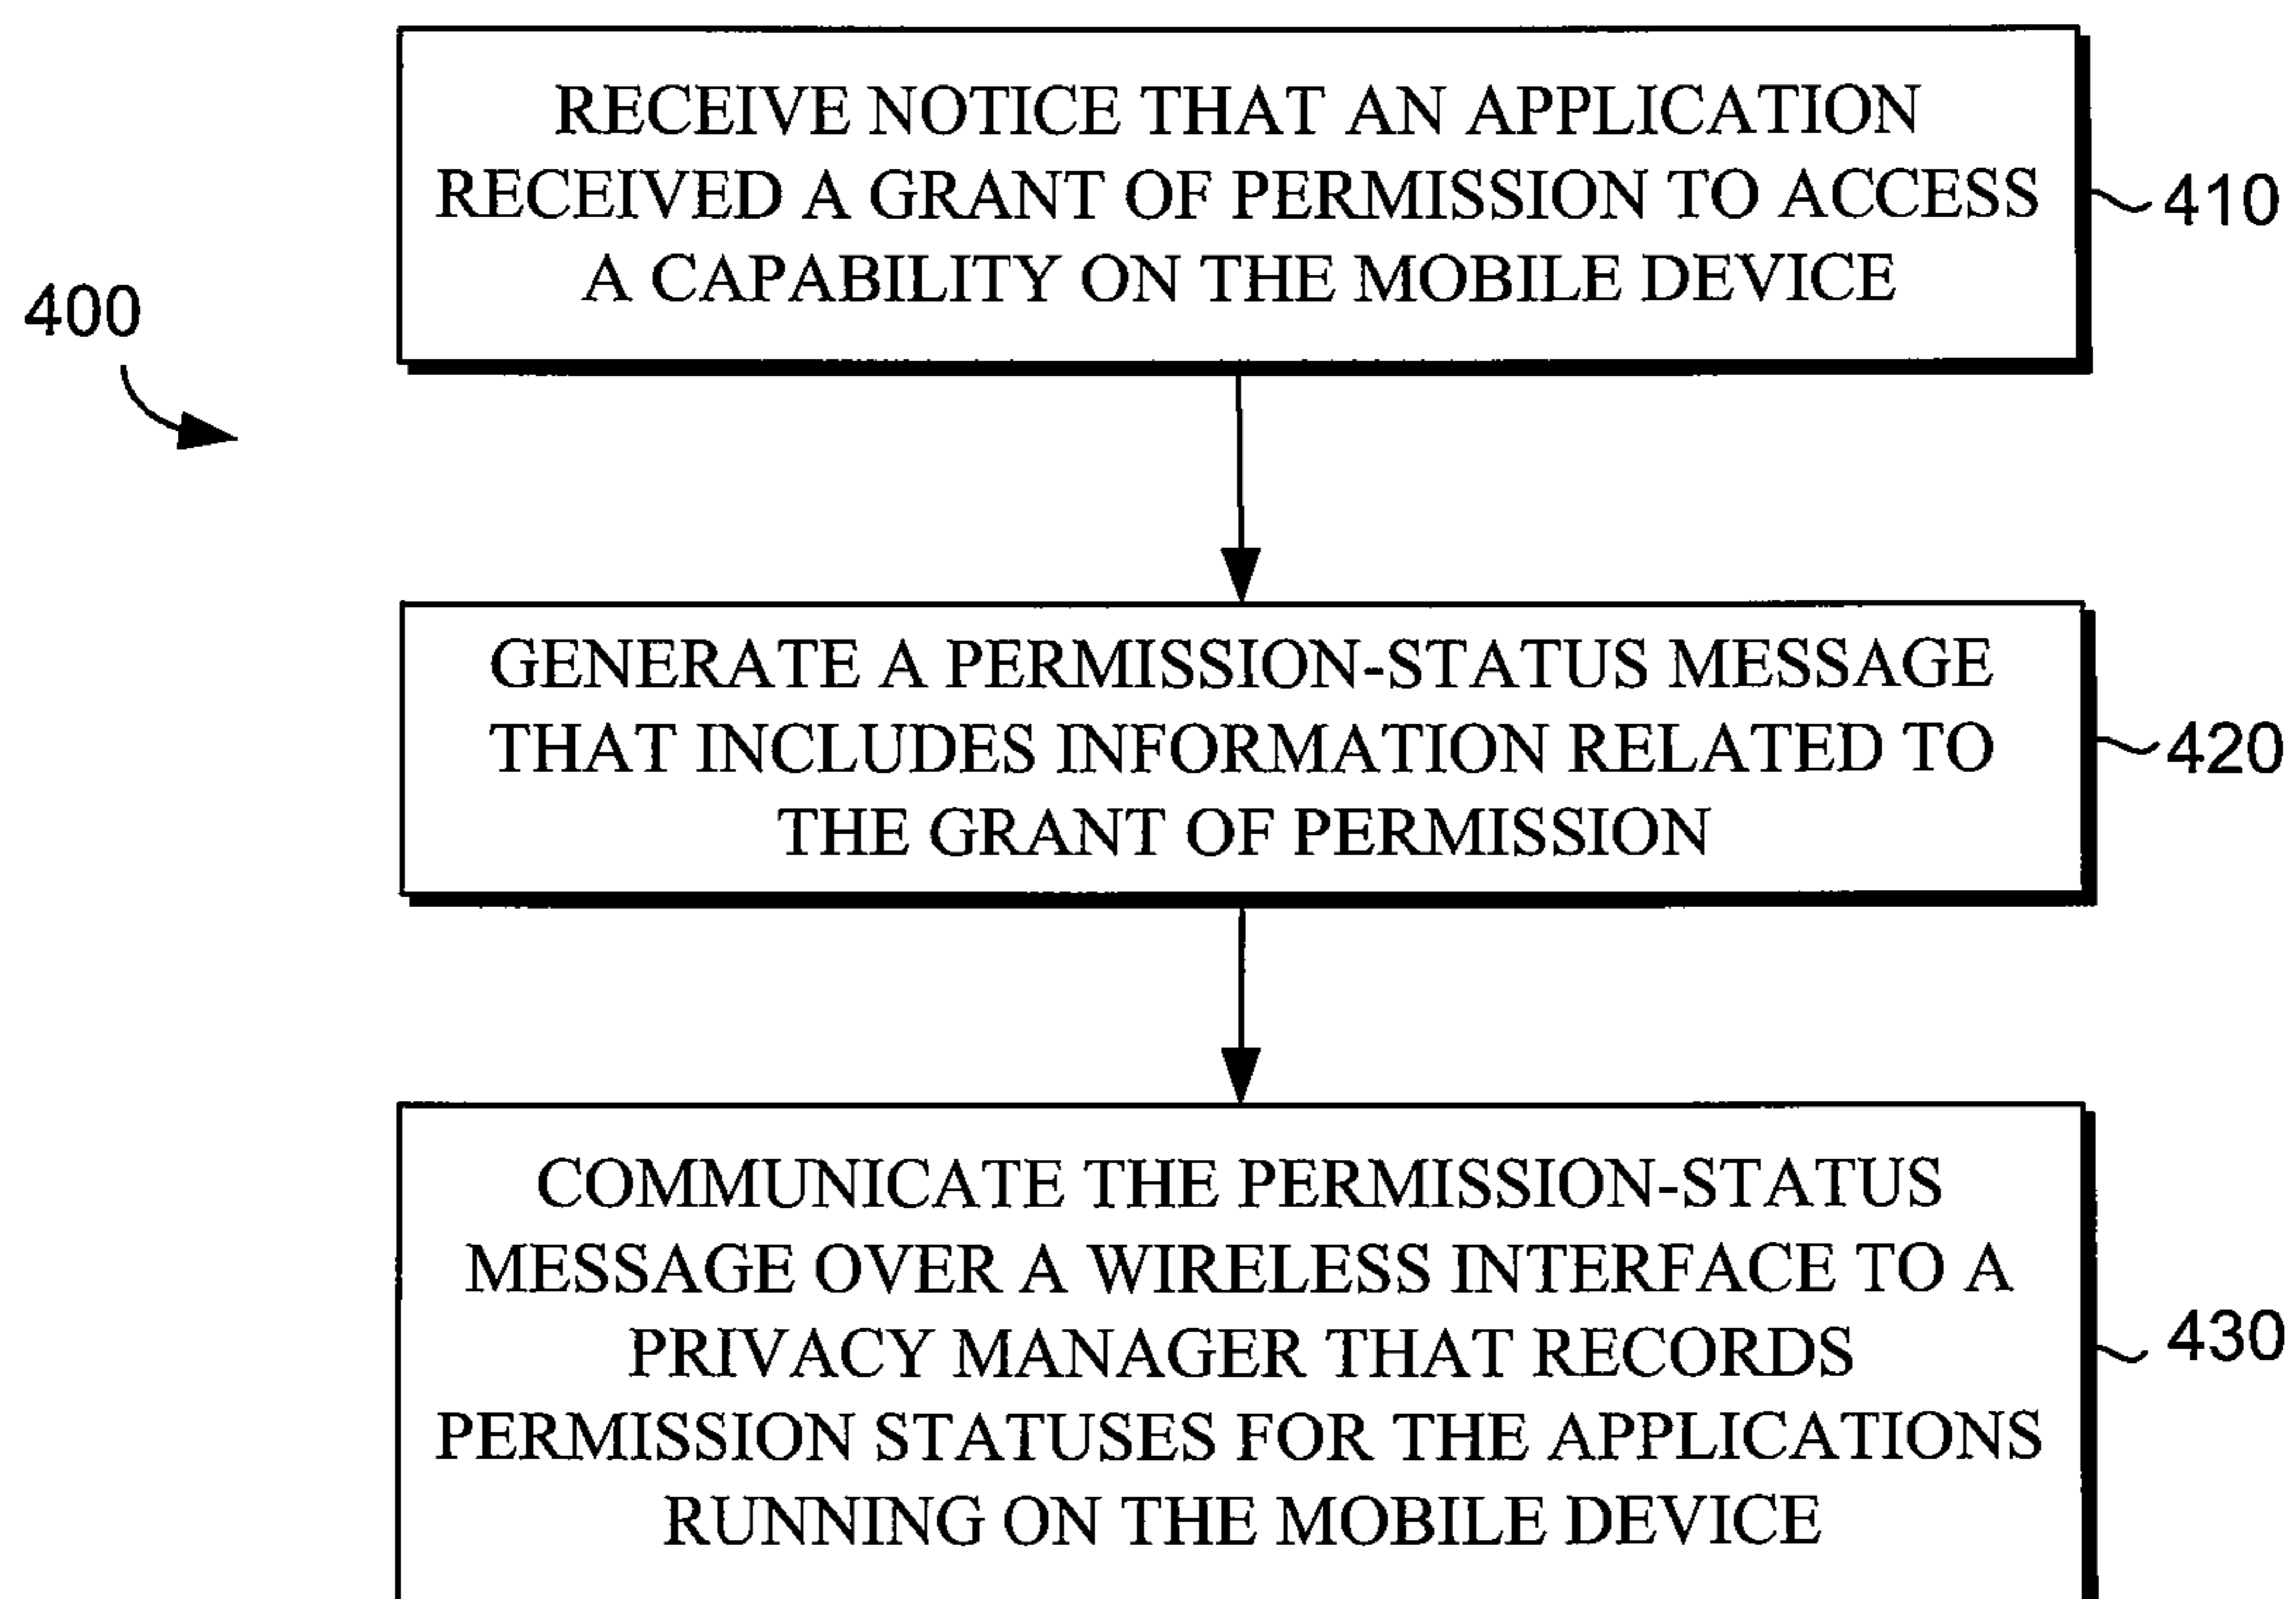 RECEIVE NOTICE THAT AN APPLICATION
RECEIVED A GRANT OF PERMISSION TO ACCESS
A CAPABILITY ON THE MOBILE DEVICE
410
400
GENERATE A PERMISSION-STATUS MESSAGE
THAT INCLUDES INFORMATION RELATED TO
THE GRANT OF PERMISSION
420
COMMUNICATE THE PERMISSION-STATUS
MESSAGE OVER A WIRELESS INTERFACE TO A
PRIVACY MANAGER THAT RECORDS
PERMISSION STATUSES FOR THE APPLICATIONS
RUNNING ON THE MOBILE DEVICE
430